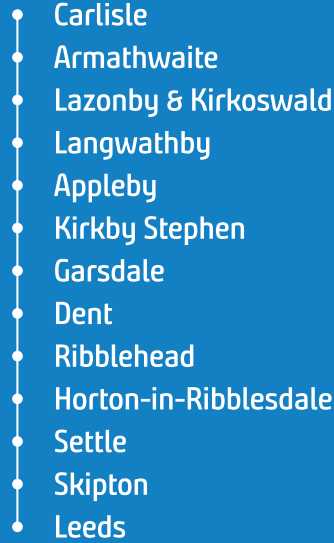 Carlisle
Armathwaite
Lazonby & Kirkoswald
Langwathby
Appleby
Kirkby Stephen
Garsdale
Dent
Ribblehead
Horton-in-Ribblesdale
Settle
Skipton
Leeds